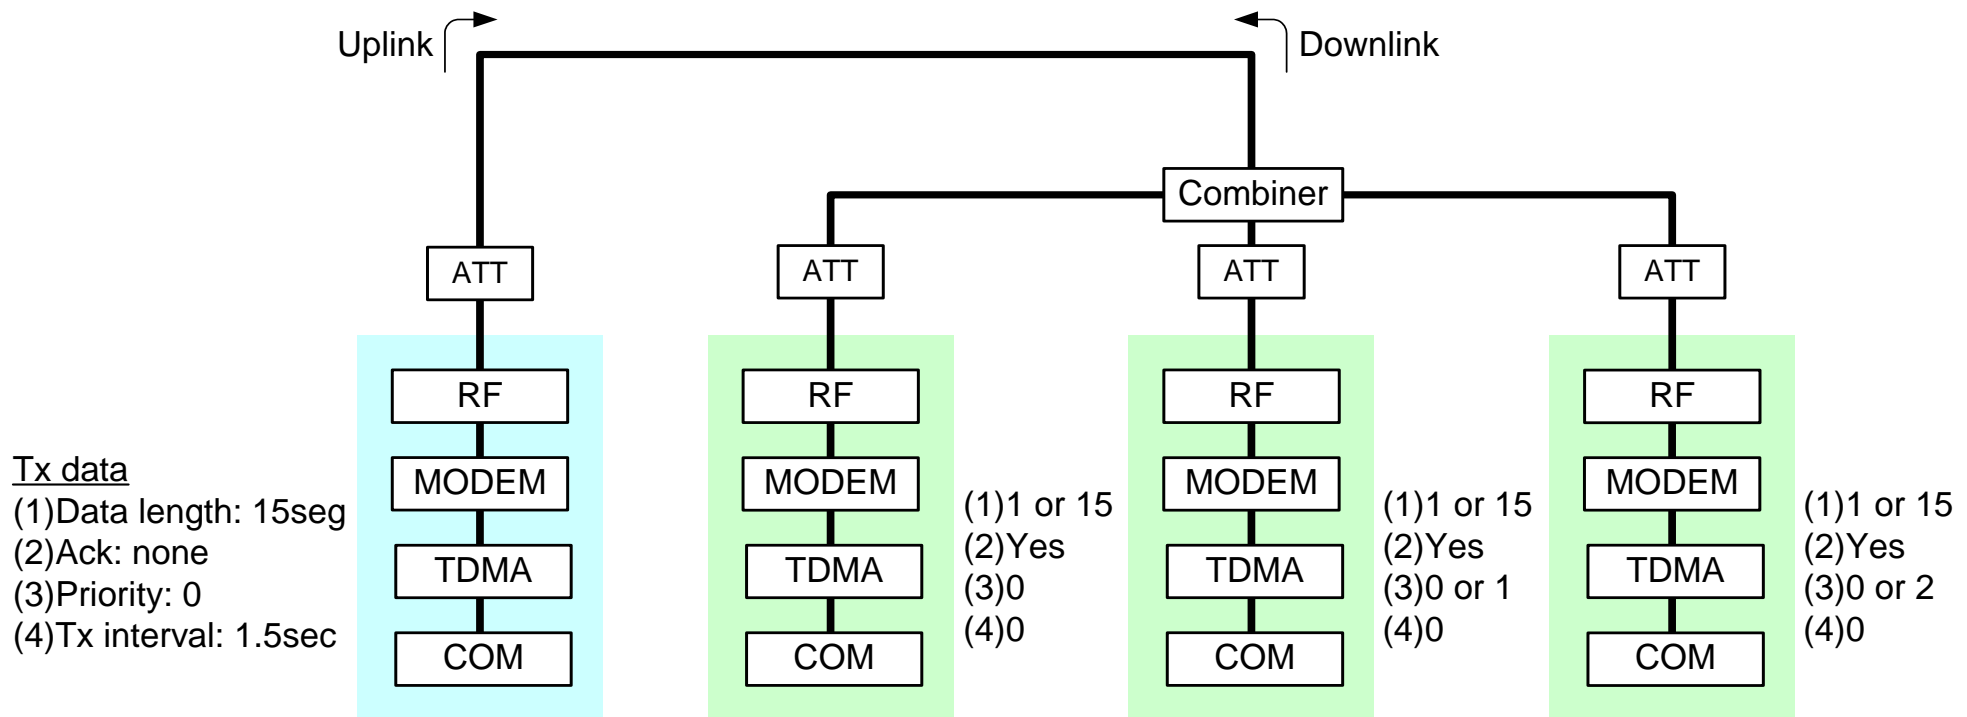 Uplink
Downlink
Combiner
ATT
ATT
ATT
ATT
RF
RF
RF
RF
MODEM
MODEM
MODEM
MODEM
TDMA
TDMA
TDMA
TDMA
COM
COM
COM
COM
Tx data
(1)Data length: 15seg
(2)Ack: none
(3)Priority: 0
(4)Tx interval: 1.5sec
(1)1 or 15
(2)Yes
(3)0
(4)0
(1)1 or 15
(2)Yes
(3)0 or 1
(4)0
(1)1 or 15
(2)Yes
(3)0 or 2
(4)0